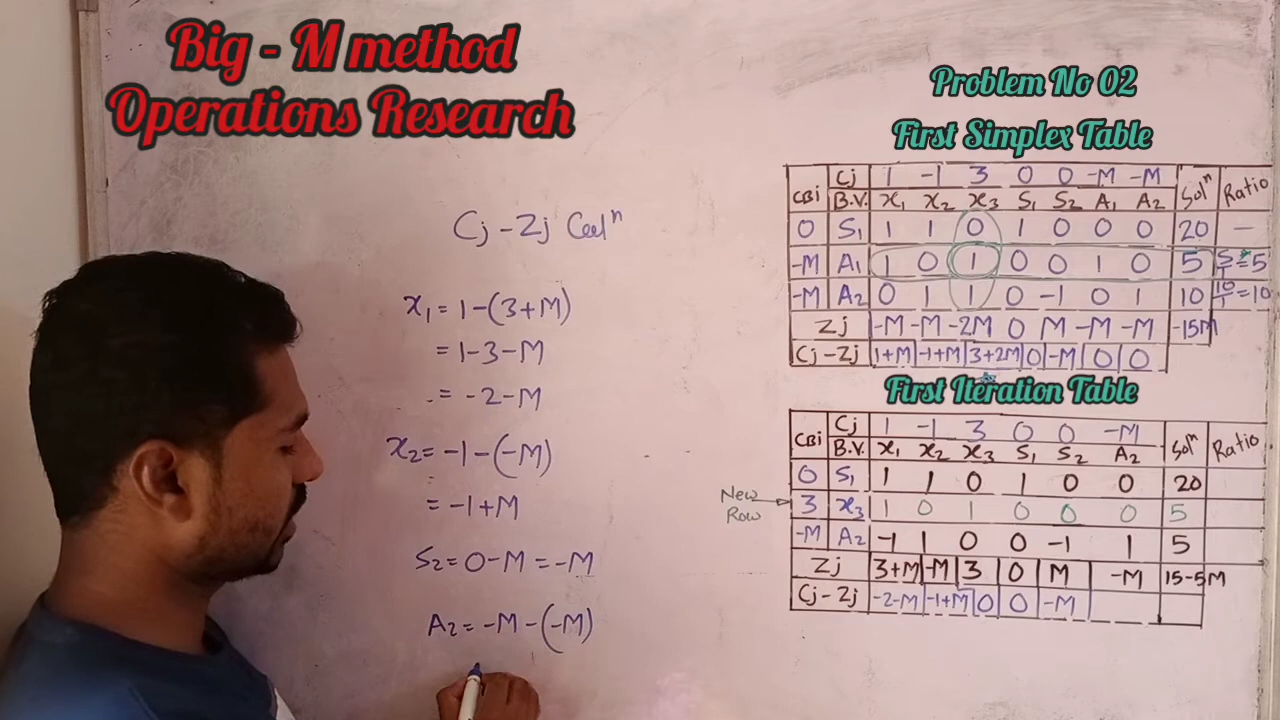 Big - M method
Operations Research
Cj - Zj Coelⁿ
x₁ = 1-(3+M)
= 1-3-M
= -2-M
x₂ = -1-(-M)
= -1+M
S₂ = 0-M = -M
A₂ = -M-(-M)
Problem No 02
First Simplex Table
CBi Cj 1 -1 3 0 0 -M -M Solⁿ Ratio
B.V. x₁ x₂ x₃ S₁ S₂ A₁ A₂
0 S₁ 1 1 0 1 0 0 0 20 —
-M A₁ 1 0 1 0 0 1 0 5 5/1=5
-M A₂ 0 1 1 0 -1 0 1 10 10/1=10
Zj -M -M -2M 0 M -M -M -15M
Cj-Zj 1+M -1+M 3+2M 0 -M 0 0
First Iteration Table
CBi Cj 1 -1 3 0 0 -M Solⁿ Ratio
B.V. x₁ x₂ x₃ S₁ S₂ A₂
0 S₁ 1 1 0 1 0 0 20
New Row → 3 x₃ 1 0 1 0 0 0 5
-M A₂ -1 1 0 0 -1 1 5
Zj 3+M -M 3 0 M -M 15-5M
Cj-Zj -2-M -1+M 0 0 -M